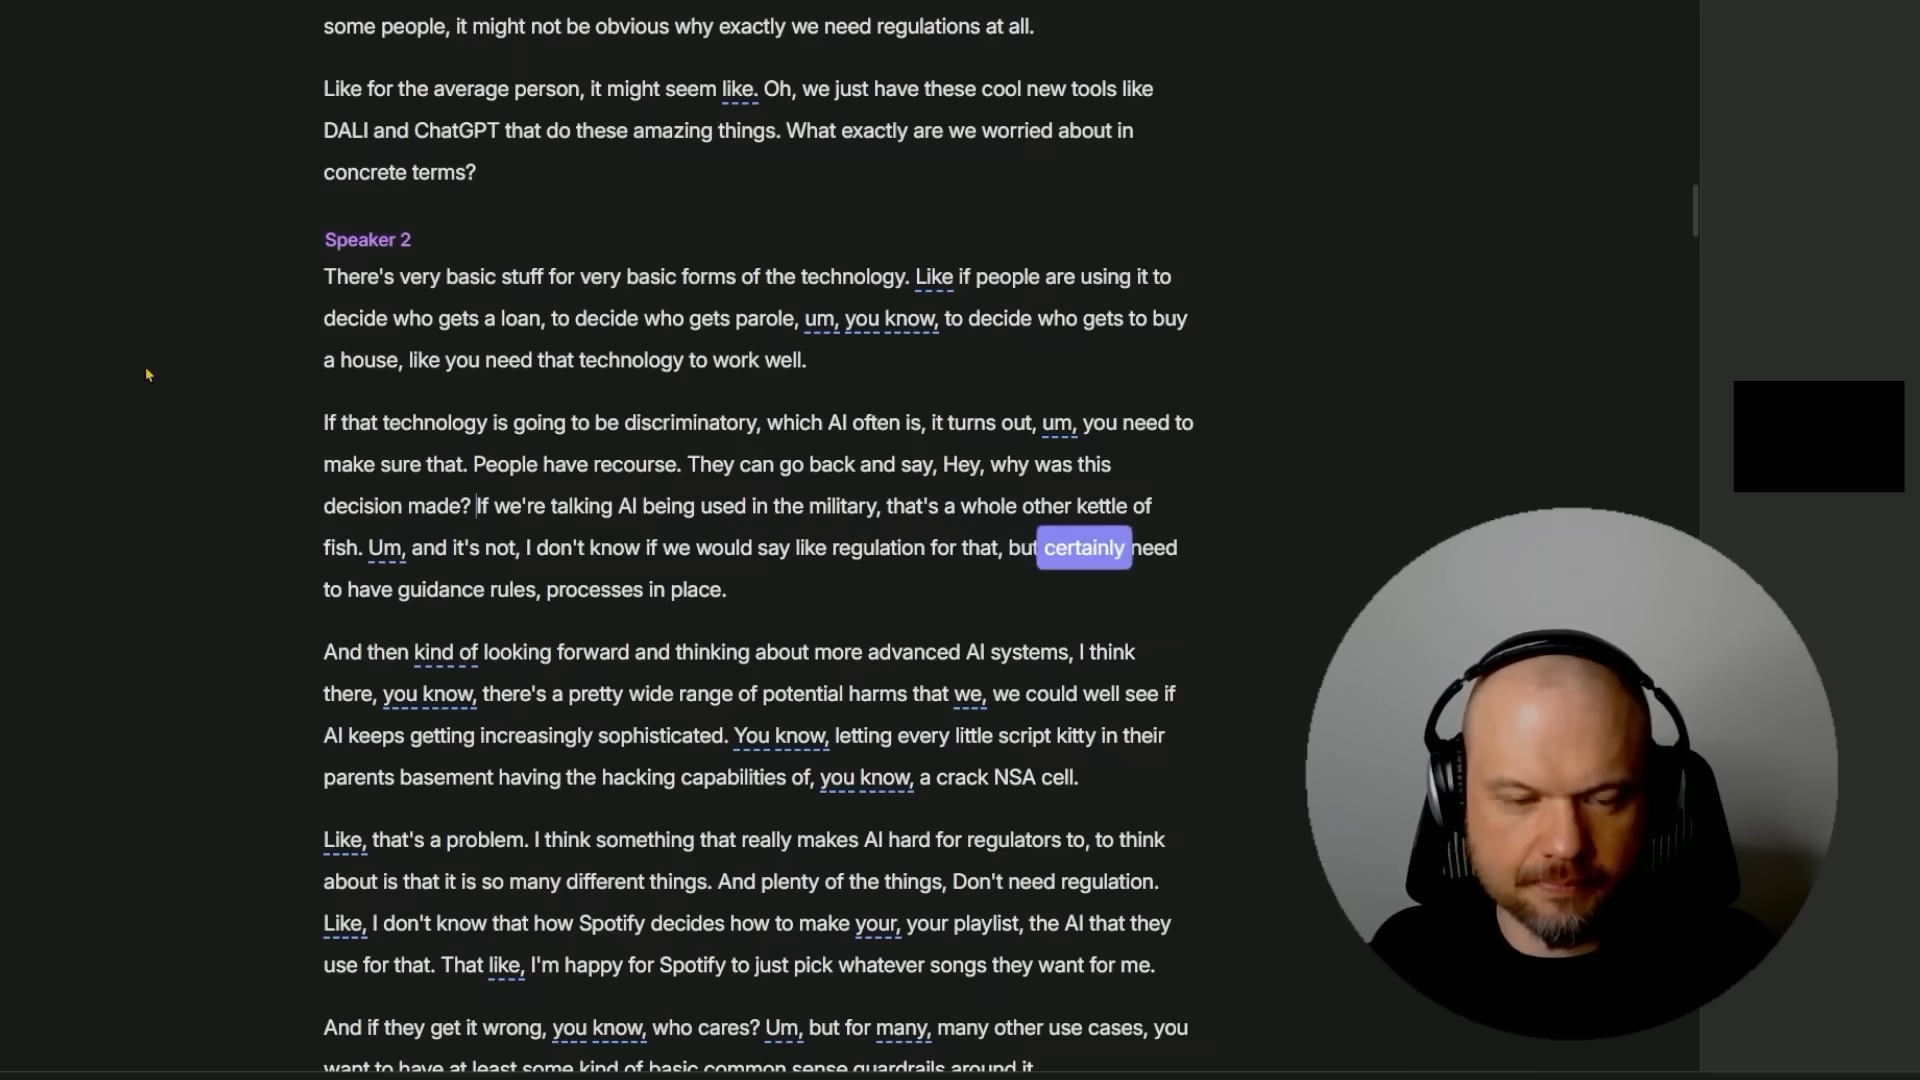 some people, it might not be obvious why exactly we need regulations at all.
Like for the average person, it might seem like. Oh, we just have these cool new tools like
DALI and ChatGPT that do these amazing things. What exactly are we worried about in
concrete terms?
Speaker 2
There's very basic stuff for very basic forms of the technology. Like if people are using it to
decide who gets a loan, to decide who gets parole, um, you know, to decide who gets to buy
a house, like you need that technology to work well.
If that technology is going to be discriminatory, which AI often is, it turns out, um, you need to
make sure that. People have recourse. They can go back and say, Hey, why was this
decision made? If we're talking AI being used in the military, that's a whole other kettle of
fish. Um, and it's not, I don't know if we would say like regulation for that, but certainly need
to have guidance rules, processes in place.
And then kind of looking forward and thinking about more advanced AI systems, I think
there, you know, there's a pretty wide range of potential harms that we, we could well see if
AI keeps getting increasingly sophisticated. You know, letting every little script kitty in their
parents basement having the hacking capabilities of, you know, a crack NSA cell.
Like, that's a problem. I think something that really makes AI hard for regulators to, to think
about is that it is so many different things. And plenty of the things, Don't need regulation.
Like, I don't know that how Spotify decides how to make your, your playlist, the AI that they
use for that. That like, I'm happy for Spotify to just pick whatever songs they want for me.
And if they get it wrong, you know, who cares? Um, but for many, many other use cases, you
want to have at least some kind of basic common sense guardrails around it.